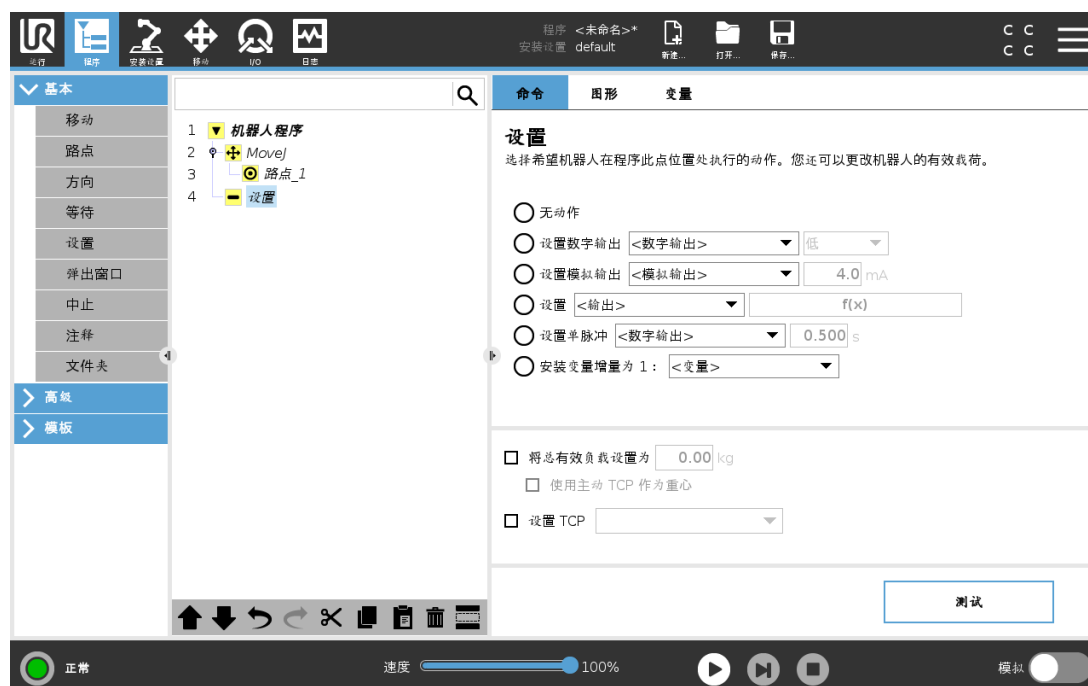 程序 <未命名>*
安装设置 default
新建...
打开...
保存...
C C
C C
运行
程序
安装设置
移动
I/O
日志
基本
移动
路点
方向
等待
设置
弹出窗口
中止
注释
文件夹
高级
模板
1 机器人程序
2 MoveJ
3 路点_1
4 设置
命令 图形 变量
设置
选择希望机器人在程序此点位置处执行的动作。您还可以更改机器人的有效载荷。
无动作
设置数字输出 <数字输出> 低
设置模拟输出 <模拟输出> 4.0 mA
设置 <输出> f(x)
设置单脉冲 <数字输出> 0.500 s
安装变量增量为 1: <变量>
将总有效负载设置为 0.00 kg
使用主动 TCP 作为重心
设置 TCP
测试
正常
速度 100%
模拟